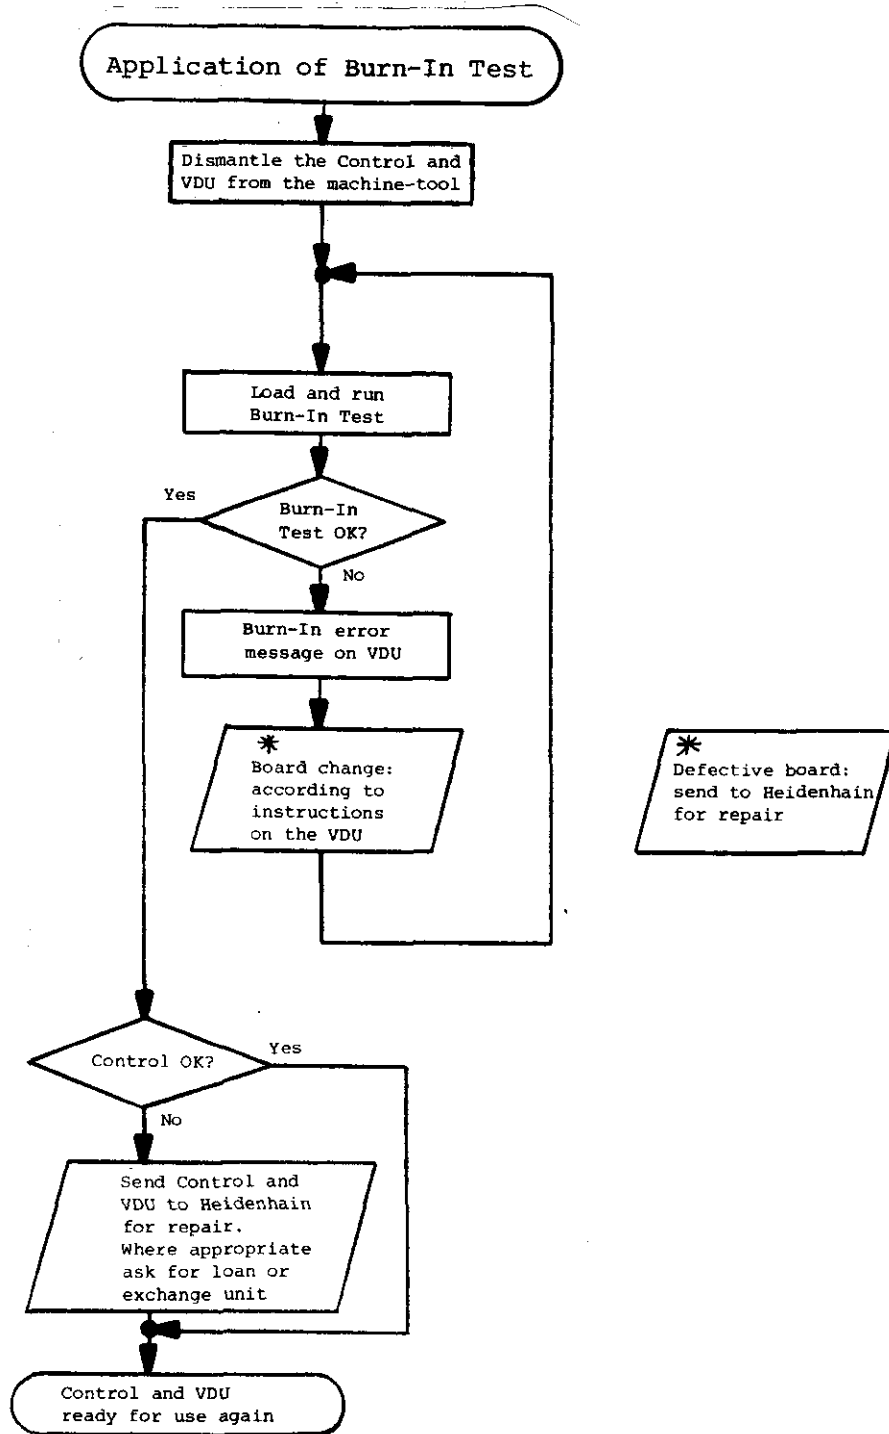 Application of Burn-In Test
Dismantle the Control and
VDU from the machine-tool
Load and run
Burn-In Test
Yes
Burn-In
Test OK?
No
Burn-In error
message on VDU
*
Board change:
according to
instructions
on the VDU
*
Defective board:
send to Heidenhain
for repair
Control OK?
Yes
No
Send Control and
VDU to Heidenhain
for repair.
Where appropriate
ask for loan or
exchange unit
Control and VDU
ready for use again